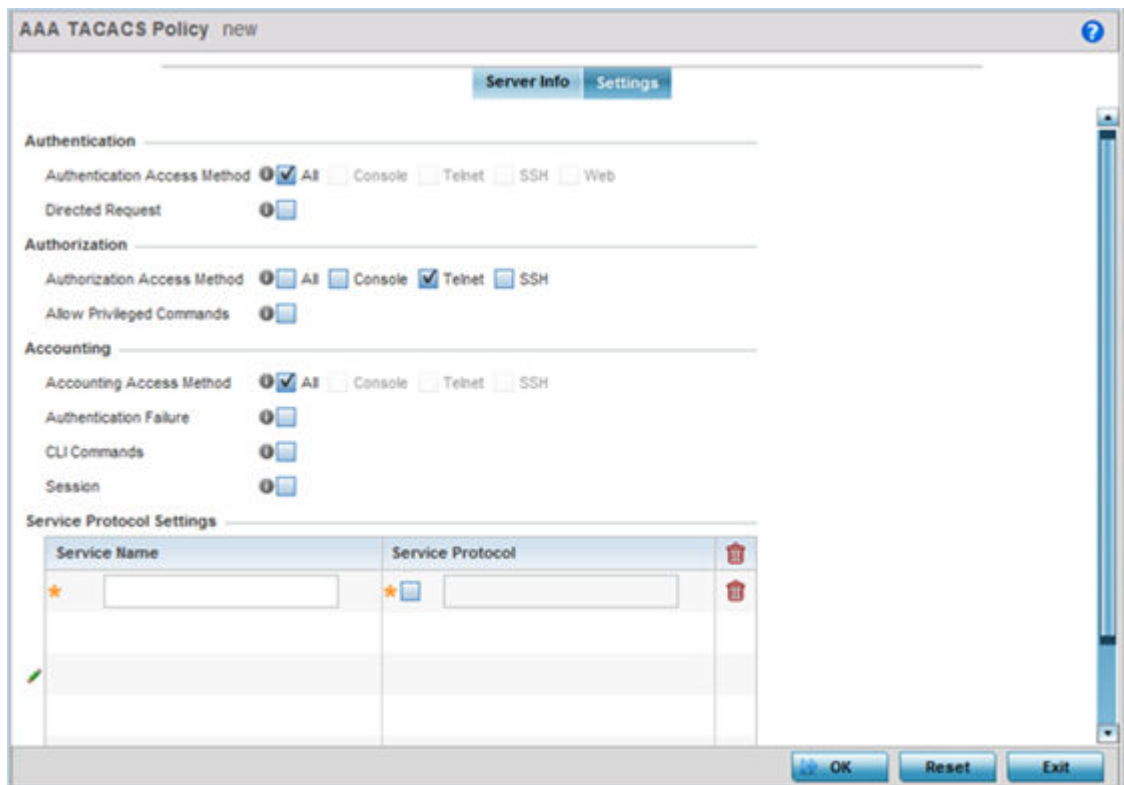 AAA TACACS Policy new
?
Server Info Settings
Authentication
Authentication Access Method All Console Telnet SSH Web
Directed Request
Authorization
Authorization Access Method All Console Telnet SSH
Allow Privileged Commands
Accounting
Accounting Access Method All Console Telnet SSH
Authentication Failure
CLI Commands
Session
Service Protocol Settings
Service Name Service Protocol
OK Reset Exit